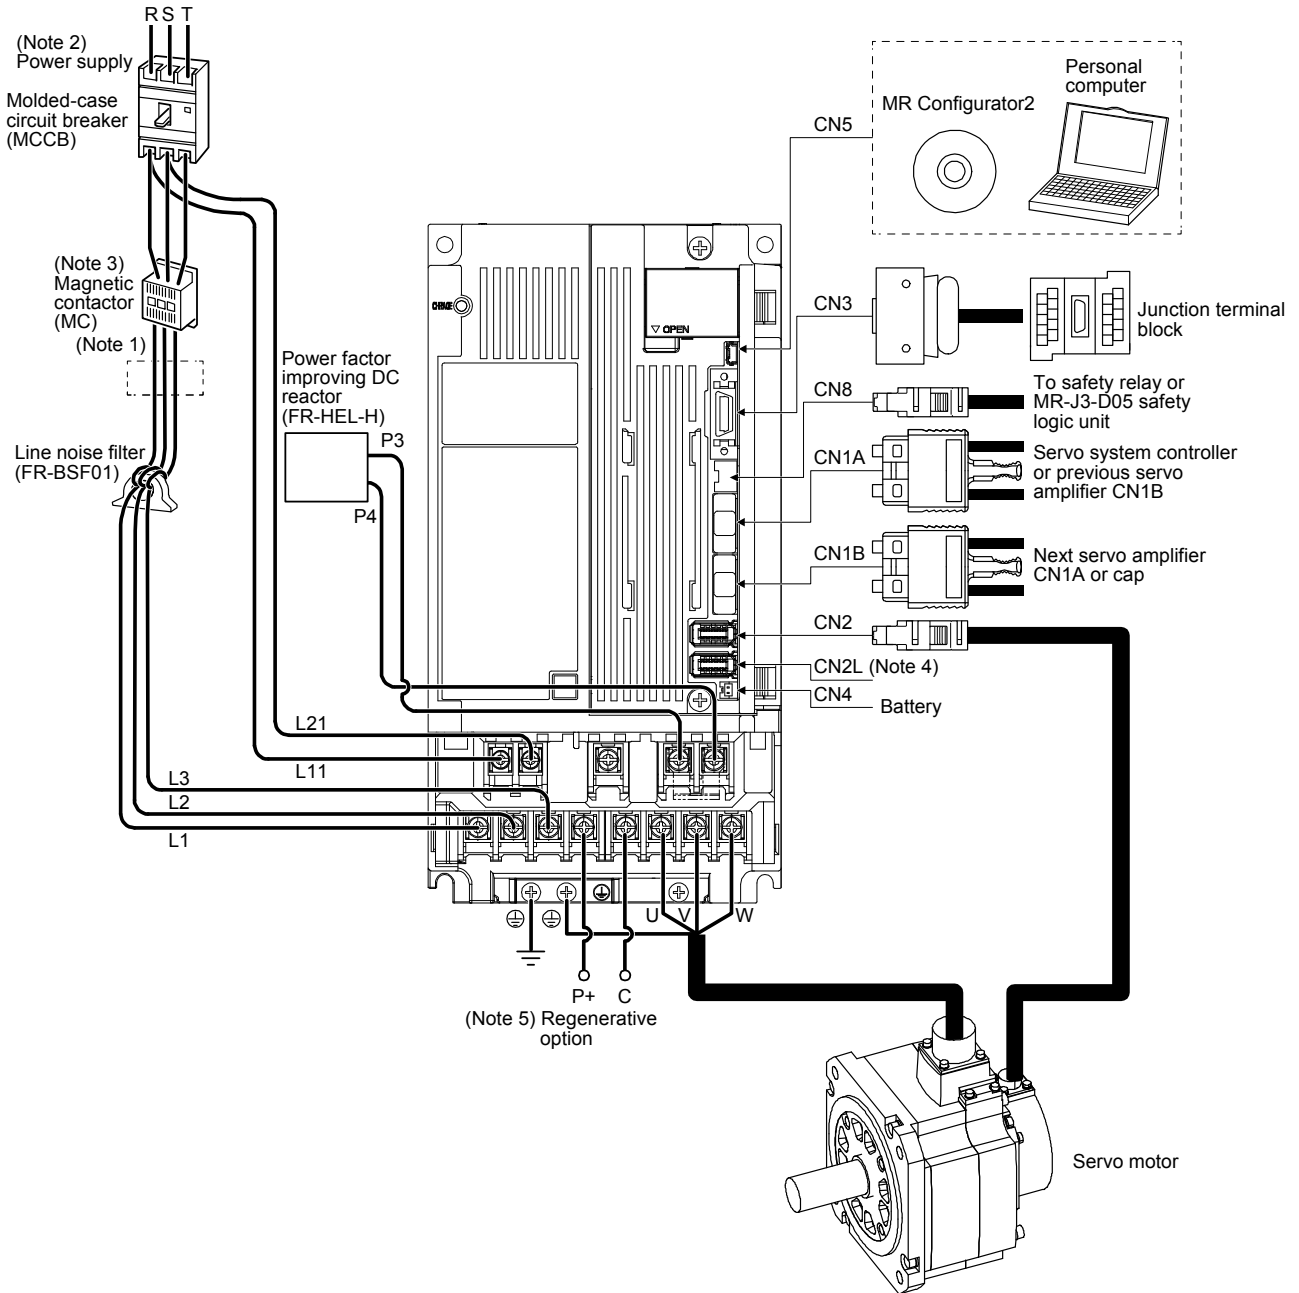 R S T
(Note 2)
Power supply
Molded-case
circuit breaker
(MCCB)
(Note 3)
Magnetic
contactor
(MC)
(Note 1)
Line noise filter
(FR-BSF01)
Power factor
improving DC
reactor
(FR-HEL-H)
P3
P4
CHARGE
▽ OPEN
CN5
MR Configurator2
Personal
computer
CN3
Junction terminal
block
CN8
To safety relay or
MR-J3-D05 safety
logic unit
CN1A
Servo system controller
or previous servo
amplifier CN1B
CN1B
Next servo amplifier
CN1A or cap
CN2
CN2L (Note 4)
CN4
Battery
L21
L11
L3
L2
L1
U V W
P+ C
(Note 5) Regenerative
option
Servo motor